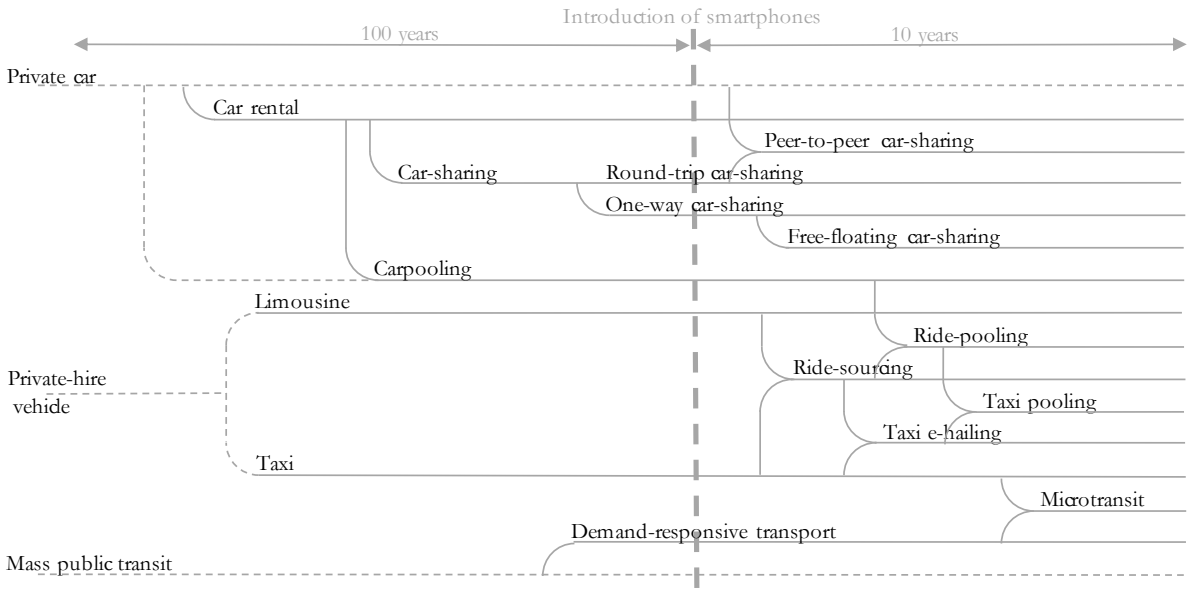 Introduction of smartphones
100 years
10 years
Private car
Car rental
Peer-to-peer car-sharing
Car-sharing
Round-trip car-sharing
One-way car-sharing
Free-floating car-sharing
Carpooling
Limousine
Ride-pooling
Ride-sourcing
Private-hire
vehicle
Taxi pooling
Taxi e-hailing
Taxi
Microtransit
Demand-responsive transport
Mass public transit